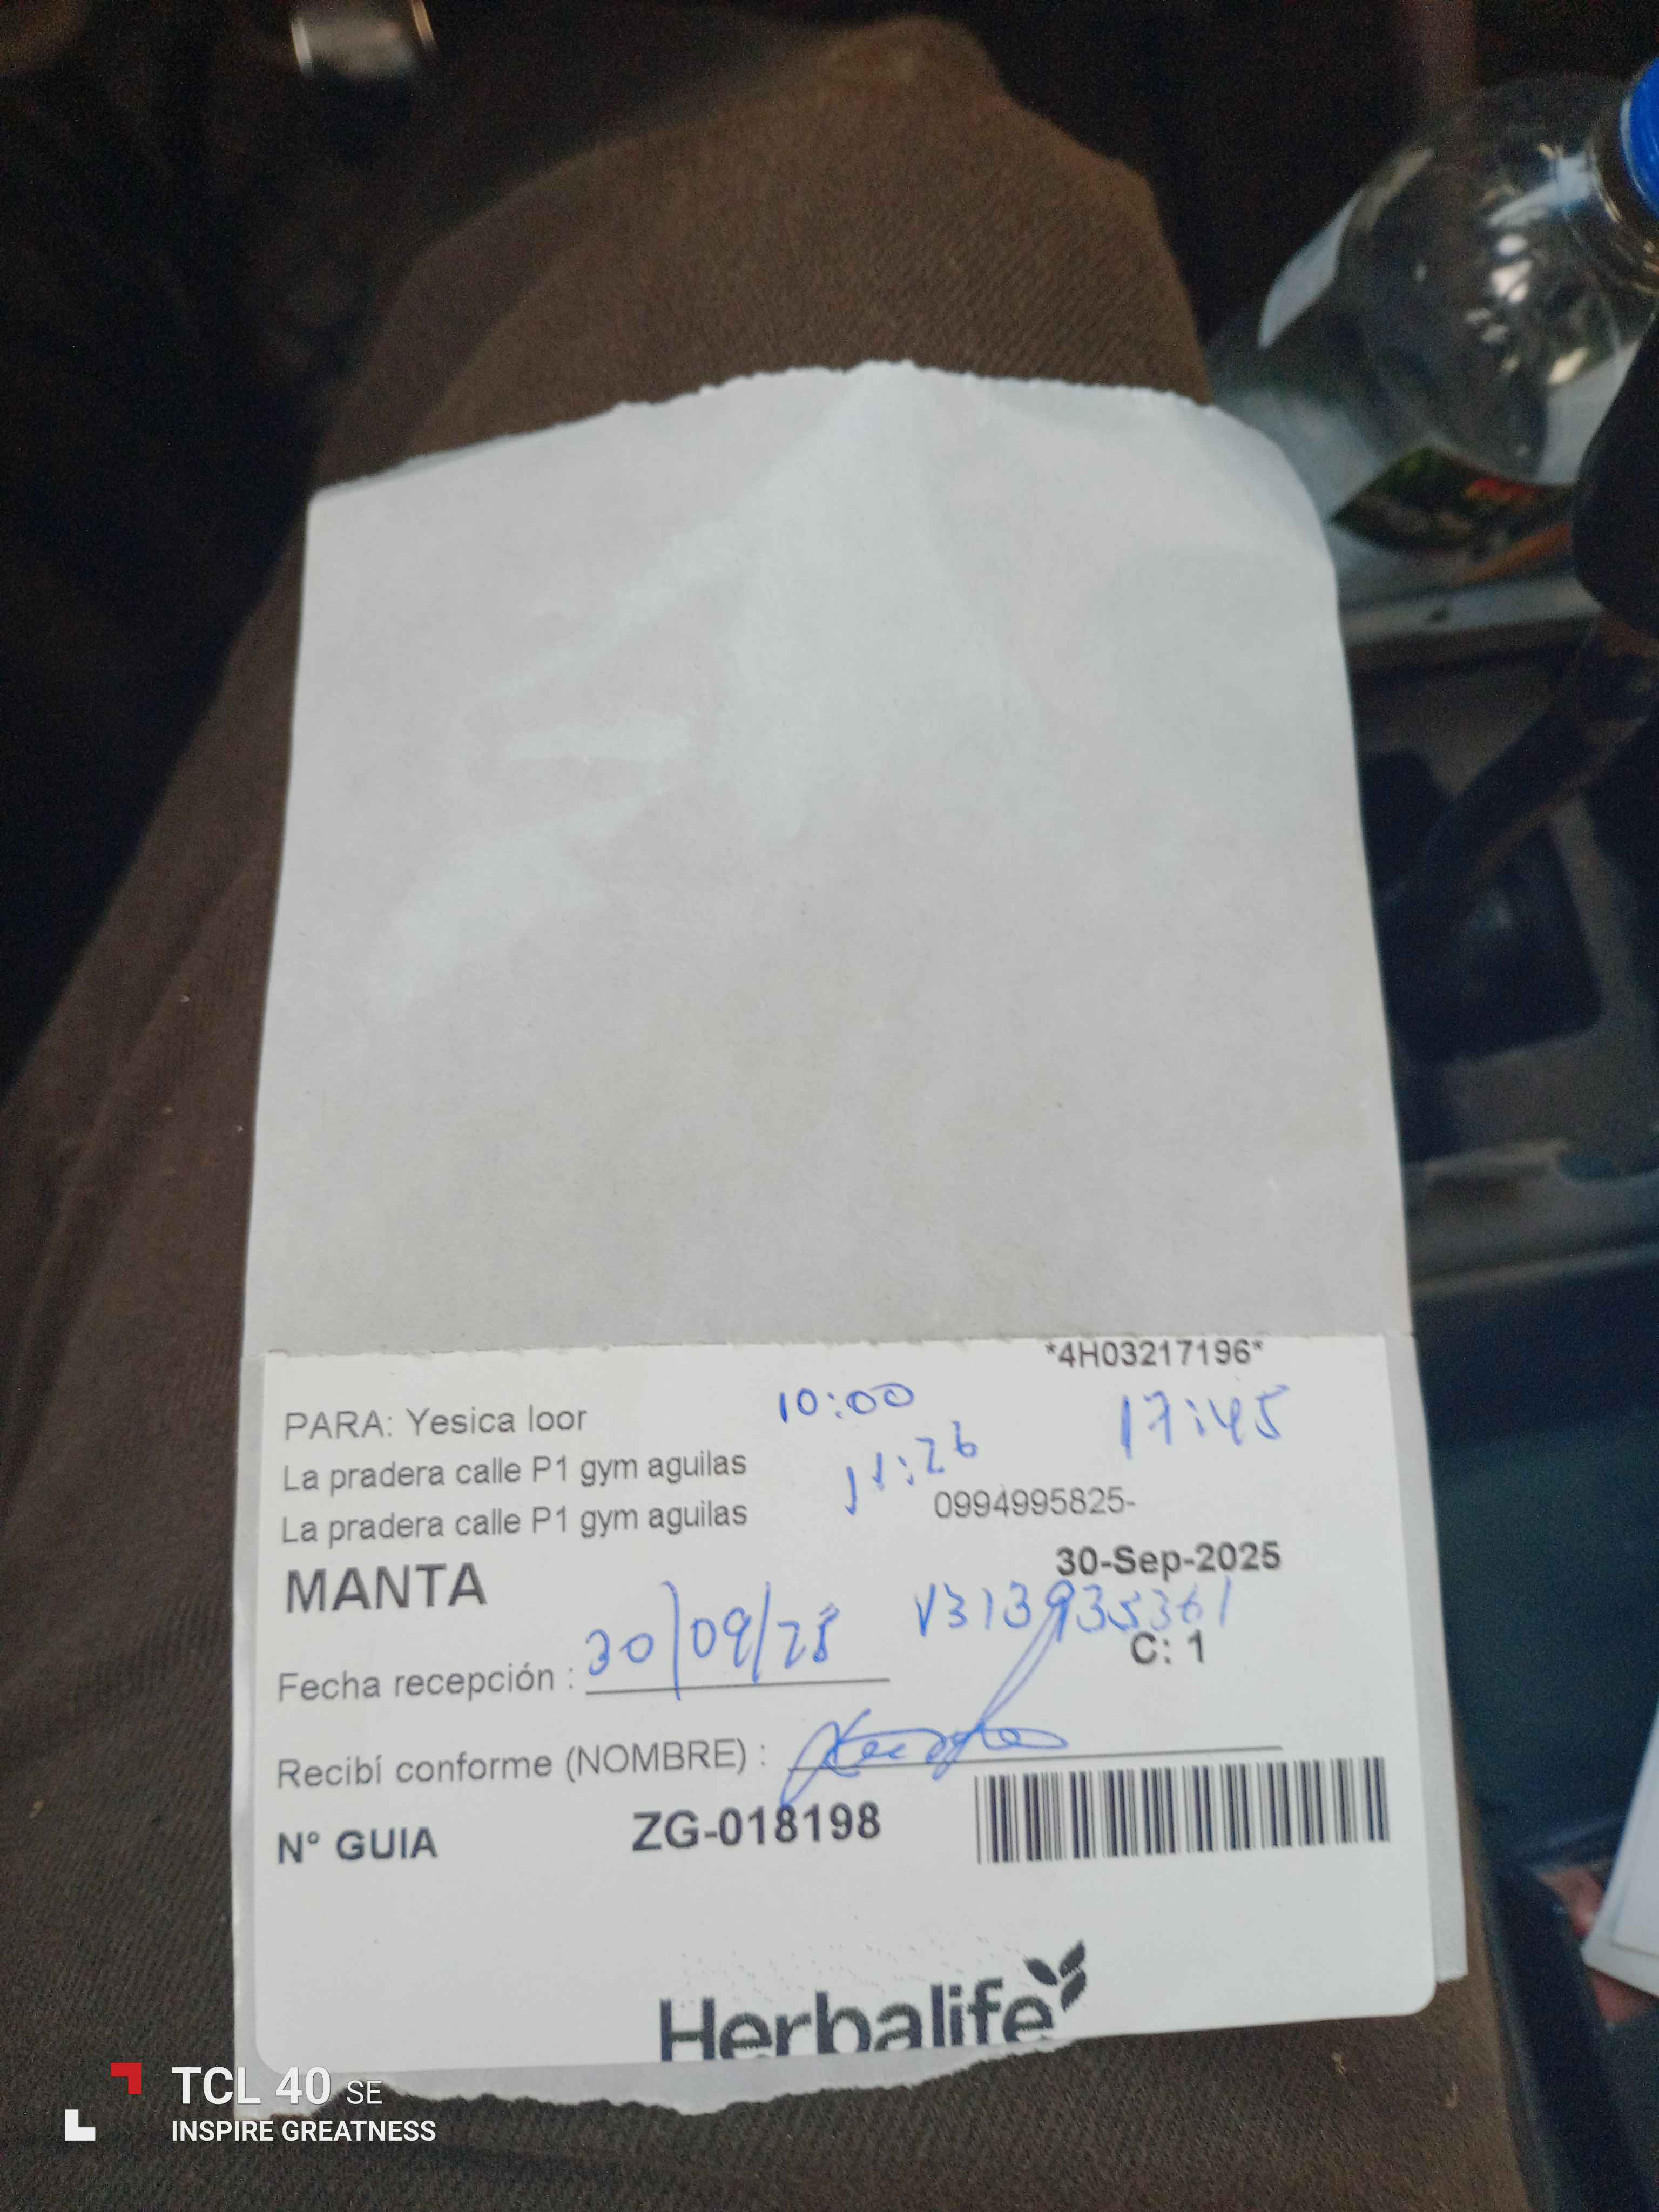 *4H03217196*
PARA: Yesica loor 10:00 17:45
La pradera calle P1 gym aguilas 11:26
La pradera calle P1 gym aguilas 0994995825-
30-Sep-2025
MANTA
Fecha recepción : 30/09/25
C: 1
Recibí conforme (NOMBRE) :
N° GUIA ZG-018198
Herbalife
TCL 40 SE
INSPIRE GREATNESS